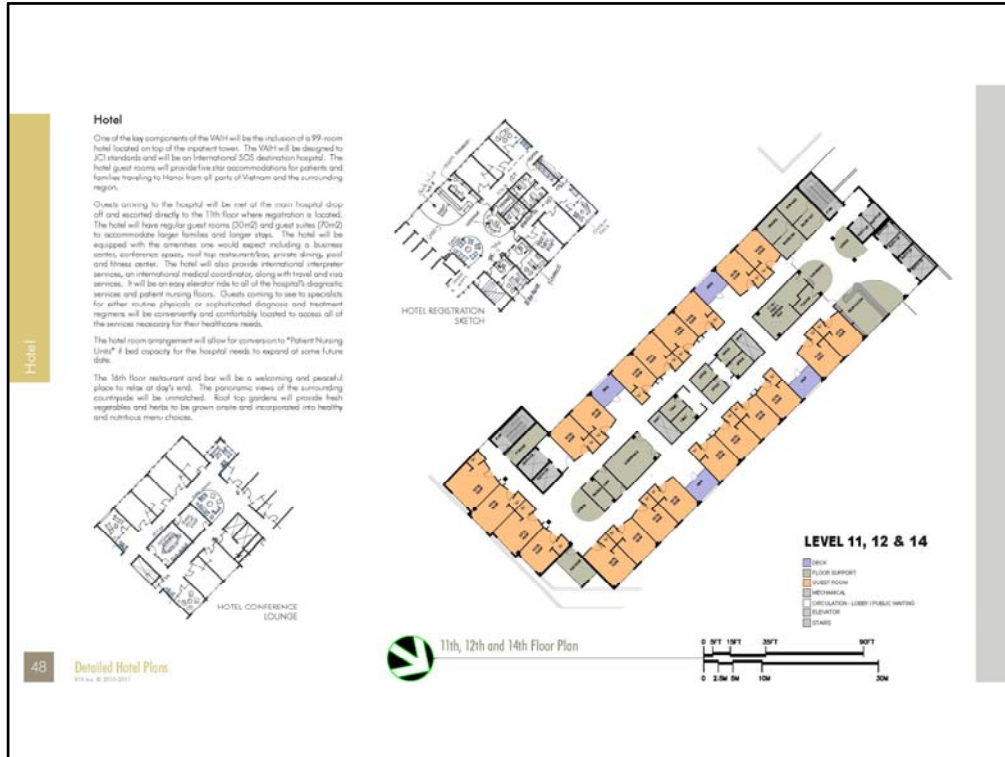 Hotel
One of the key components of the VAIH will be the inclusion of a 99-room
hotel located on top of the inpatient tower. The VAIH will be designed to
JCI standards and will be an International SOS destination hospital. The
hotel guest rooms will provide five star accommodations for patients and
families traveling to Hanoi from all parts of Vietnam and the surrounding
region.
Guests arriving to the hospital will be met at the main hospital drop
off and escorted directly to the 11th floor where registration is located.
The hotel will have regular guest rooms (30m2) and guest suites (70m2)
to accommodate larger families and longer stays. The hotel will be
equipped with the amenities one would expect including a business
center, conference space, roof top restaurant/bar, private dining, pool
and fitness center. The hotel will also provide international interpreter
services, an international medical coordinator, along with travel and visa
services. It will be an easy elevator ride to all of the hospital's diagnostic
services and patient nursing floors. Guests coming to see to specialists
for either routine physicals or sophisticated diagnosis and treatment
regimens will be conveniently and comfortably located to access all of
the services necessary for their healthcare needs.
The hotel room arrangement will allow for conversion to "Patient Nursing
Units" if bed capacity for the hospital needs to expand at some future
date.
The 16th floor restaurant and bar will be a welcoming and peaceful
place to relax at day's end. The panoramic views of the surrounding
countryside will be unmatched. Roof top gardens will provide fresh
vegetables and herbs to be grown onsite and incorporated into healthy
and nutritious menu choices.
Hotel
HOTEL REGISTRATION
SKETCH
HOTEL CONFERENCE
LOUNGE
LEVEL 11, 12 & 14
DECK
FLOOR SUPPORT
GUEST ROOM
MECHANICAL
CIRCULATION - LOBBY / PUBLIC WAITING
ELEVATOR
STAIRS
11th, 12th and 14th Floor Plan
0 5FT 15FT 35FT 90FT
0 2.5M 5M 10M 30M
48
Detailed Hotel Plans
RTA Inc. © 2010-2017